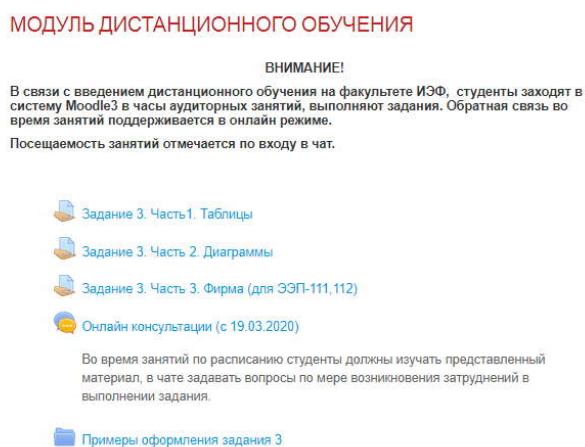 МОДУЛЬ ДИСТАНЦИОННОГО ОБУЧЕНИЯ
ВНИМАНИЕ!
В связи с введением дистанционного обучения на факультете ИЭФ, студенты заходят в
систему Moodle3 в часы аудиторных занятий, выполняют задания. Обратная связь во
время занятий поддерживается в онлайн режиме.
Посещаемость занятий отмечается по входу в чат.
Задание 3. Часть1. Таблицы
Задание 3. Часть 2. Диаграммы
Задание 3. Часть 3. Фирма (для ЭЭП-111,112)
Онлайн консультации (с 19.03.2020)
Во время занятий по расписанию студенты должны изучать представленный
материал, в чате задавать вопросы по мере возникновения затруднений в
выполнении задания.
Примеры оформления задания 3